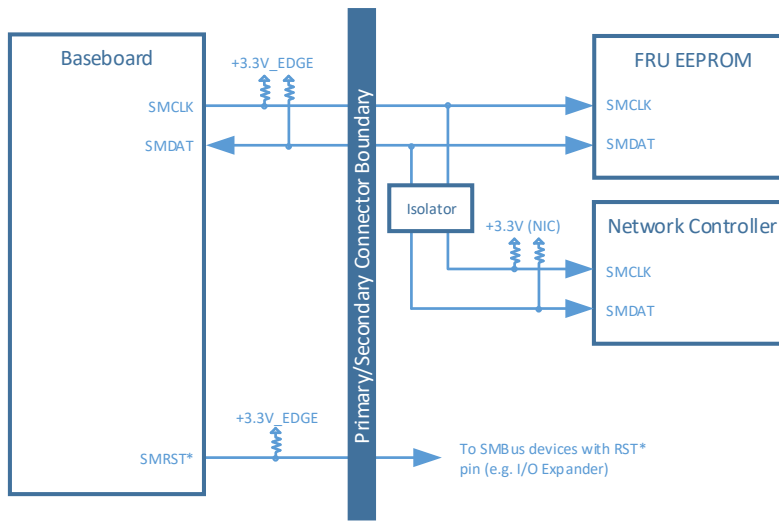 Baseboard
+3.3V_EDGE
SMCLK
SMDAT
+3.3V_EDGE
SMRST*
Primary/Secondary Connector Boundary
FRU EEPROM
SMCLK
SMDAT
Isolator
+3.3V (NIC)
Network Controller
SMCLK
SMDAT
To SMBus devices with RST*
pin (e.g. I/O Expander)